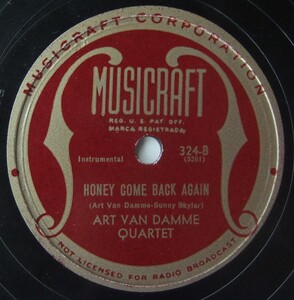 MUSICRAFT CORPORATION
MUSICRAFT
REG. U. S. PAT. OFF.
MARCA REGISTRADA
Instrumental
324-B
(5261)
HONEY COME BACK AGAIN
(Art Van Damme-Sunny Skylar)
ART VAN DAMME
QUARTET
NOT LICENSED FOR RADIO BROADCAST